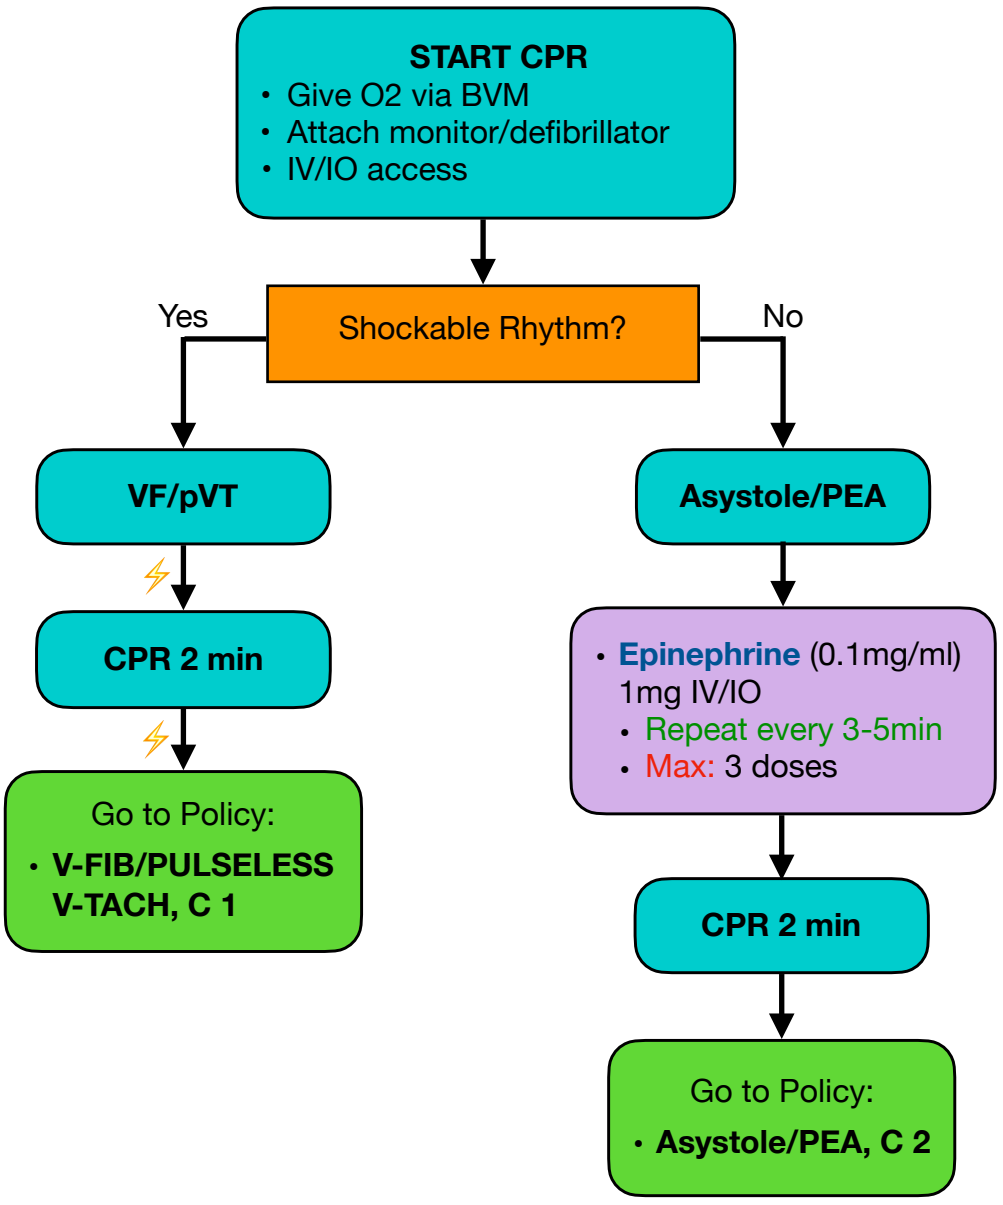 START CPR
• Give O2 via BVM
• Attach monitor/defibrillator
• IV/IO access
Shockable Rhythm?
Yes
No
VF/pVT
Asystole/PEA
CPR 2 min
• Epinephrine (0.1mg/ml)
1mg IV/IO
• Repeat every 3-5min
• Max: 3 doses
Go to Policy:
• V-FIB/PULSELESS
V-TACH, C 1
CPR 2 min
Go to Policy:
• Asystole/PEA, C 2